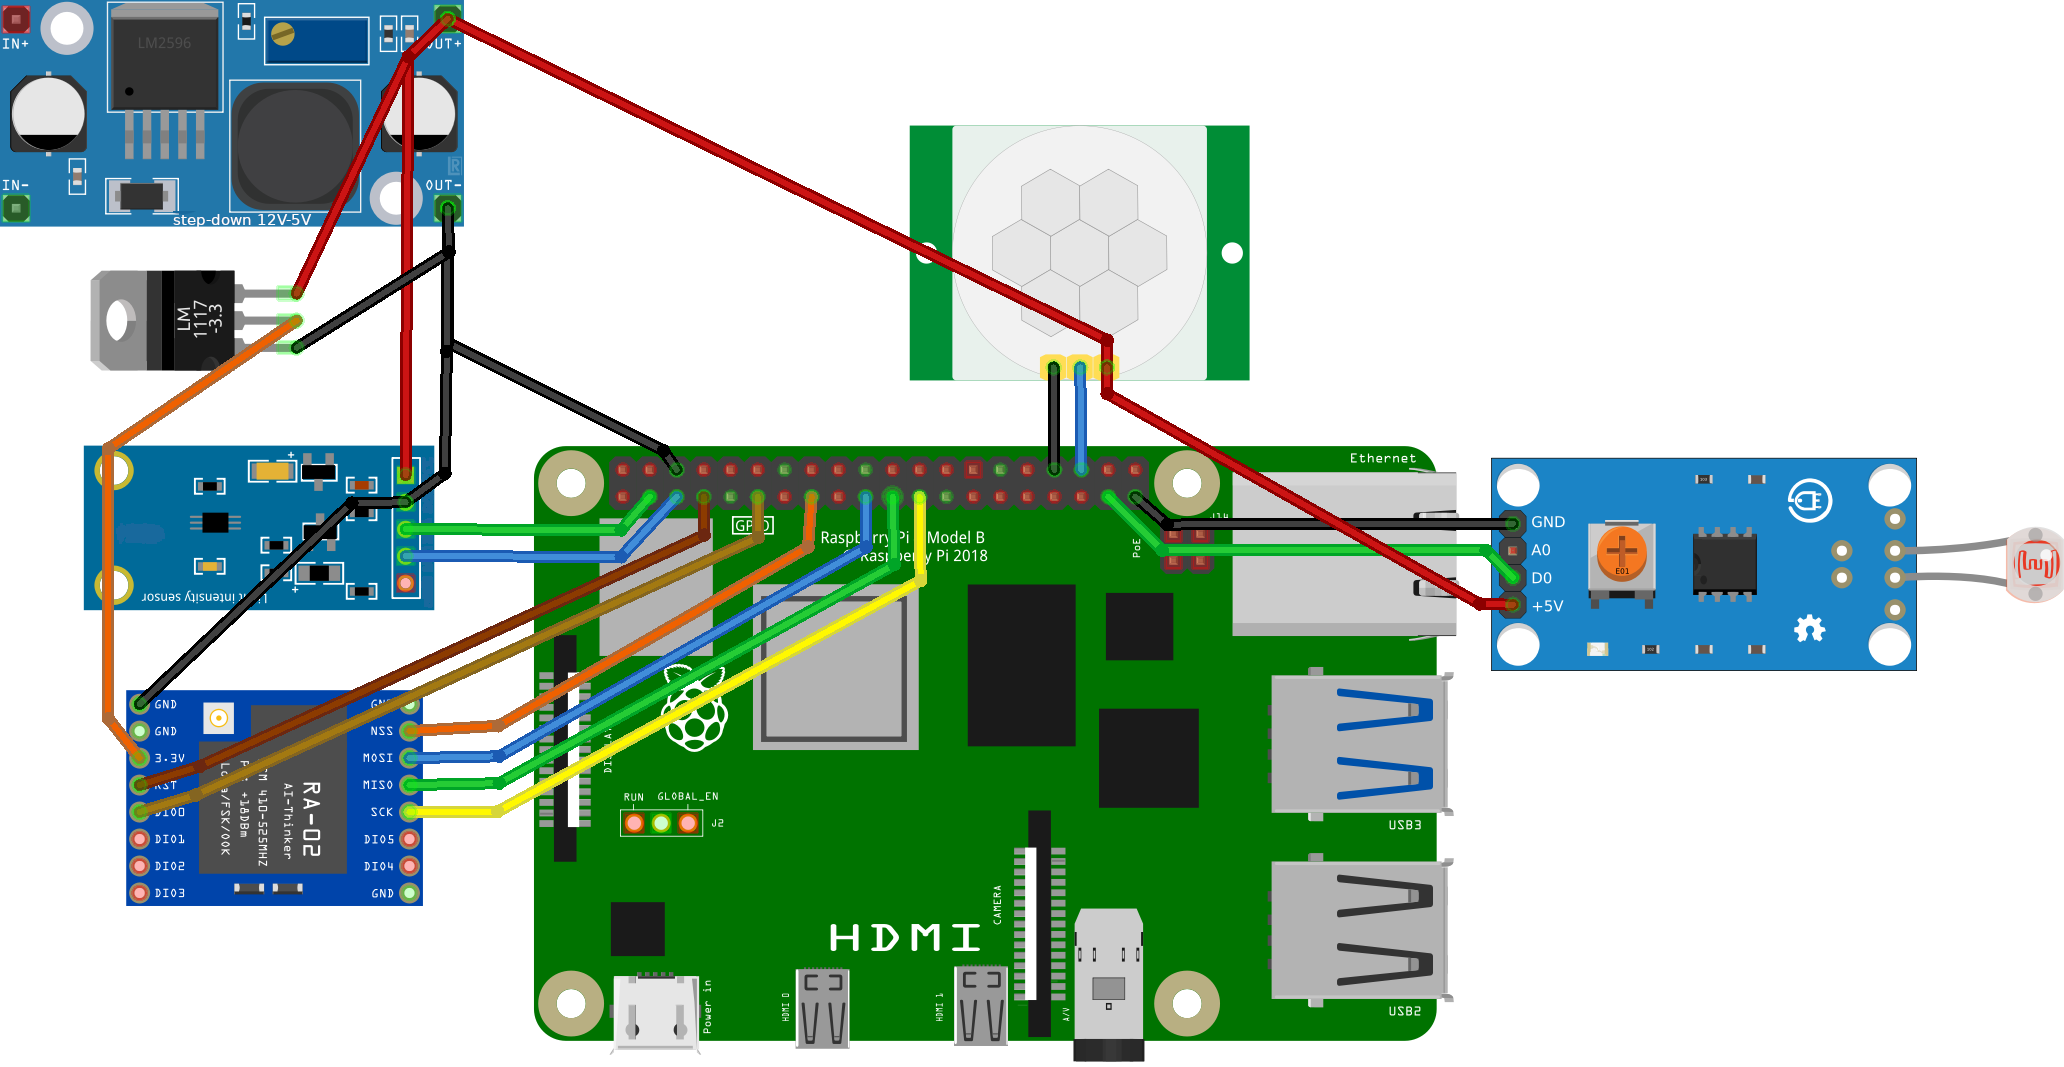 LM2596
IN+
OUT+
IN-
OUT-
step-down 12V-5V
LM
1117
-3.3
Light intensity sensor
GND
GND
3.3V
RST
DIO0
DIO1
DIO2
DIO3
NSS
MOSI
MISO
SCK
DIO5
DIO4
GND
RA-02
AI-Thinker
410-525MHZ
+18DBm
LoRa/FSK/OOK
GPIO
Raspberry Pi Model B
© Raspberry Pi 2018
PoE
J14
Ethernet
USB3
USB2
RUN
GLOBAL_EN
J2
HDMI
CAMERA
Power in
HDMI 0
HDMI 1
A/V
GND
A0
D0
+5V